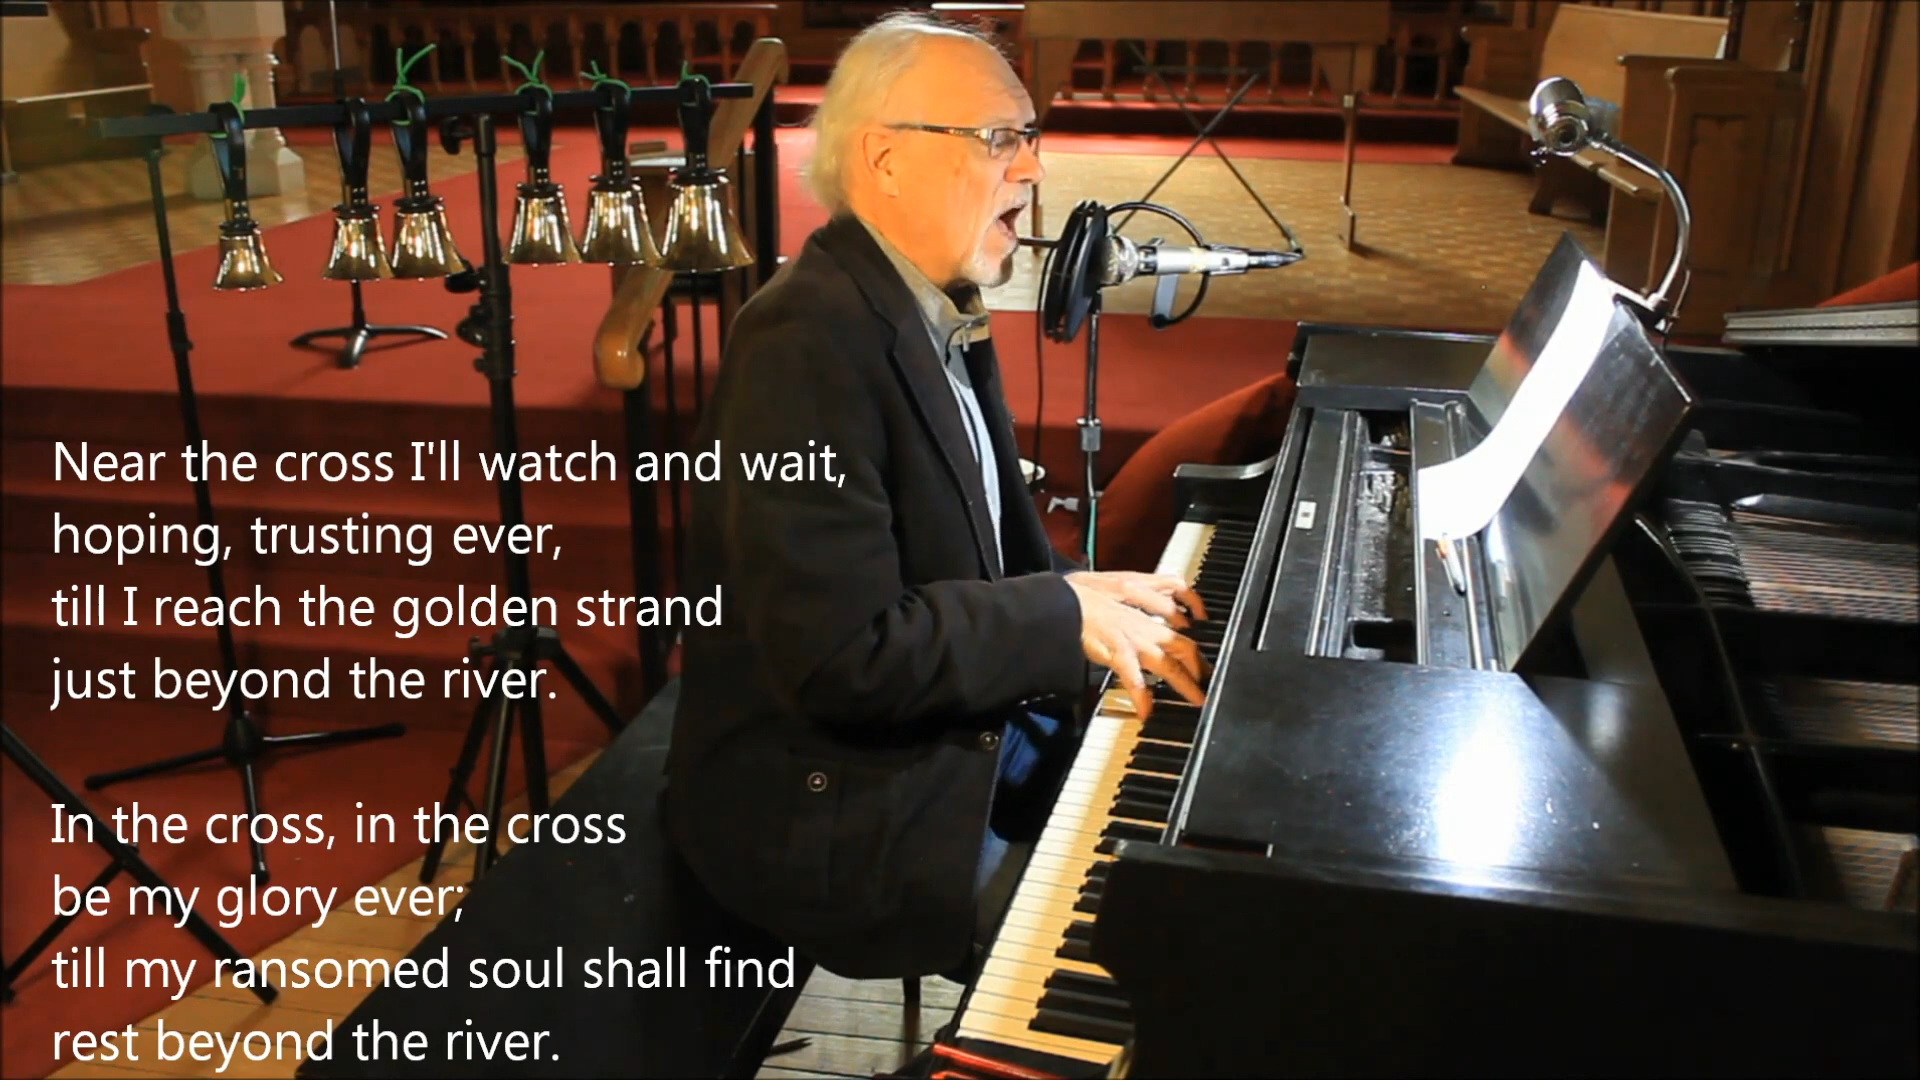 Near the cross I'll watch and wait,
hoping, trusting ever,
till I reach the golden strand
just beyond the river.
In the cross, in the cross
be my glory ever;
till my ransomed soul shall find
rest beyond the river.